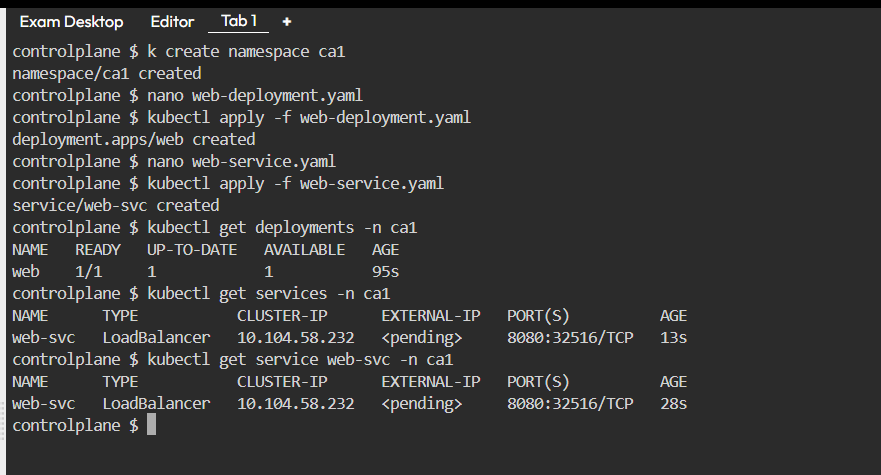 Exam Desktop Editor Tab 1 +
controlplane $ k create namespace ca1
namespace/ca1 created
controlplane $ nano web-deployment.yaml
controlplane $ kubectl apply -f web-deployment.yaml
deployment.apps/web created
controlplane $ nano web-service.yaml
controlplane $ kubectl apply -f web-service.yaml
service/web-svc created
controlplane $ kubectl get deployments -n ca1
NAME   READY   UP-TO-DATE   AVAILABLE   AGE
web    1/1     1            1           95s
controlplane $ kubectl get services -n ca1
NAME      TYPE           CLUSTER-IP      EXTERNAL-IP   PORT(S)          AGE
web-svc   LoadBalancer   10.104.58.232   <pending>     8080:32516/TCP   13s
controlplane $ kubectl get service web-svc -n ca1
NAME      TYPE           CLUSTER-IP      EXTERNAL-IP   PORT(S)          AGE
web-svc   LoadBalancer   10.104.58.232   <pending>     8080:32516/TCP   28s
controlplane $